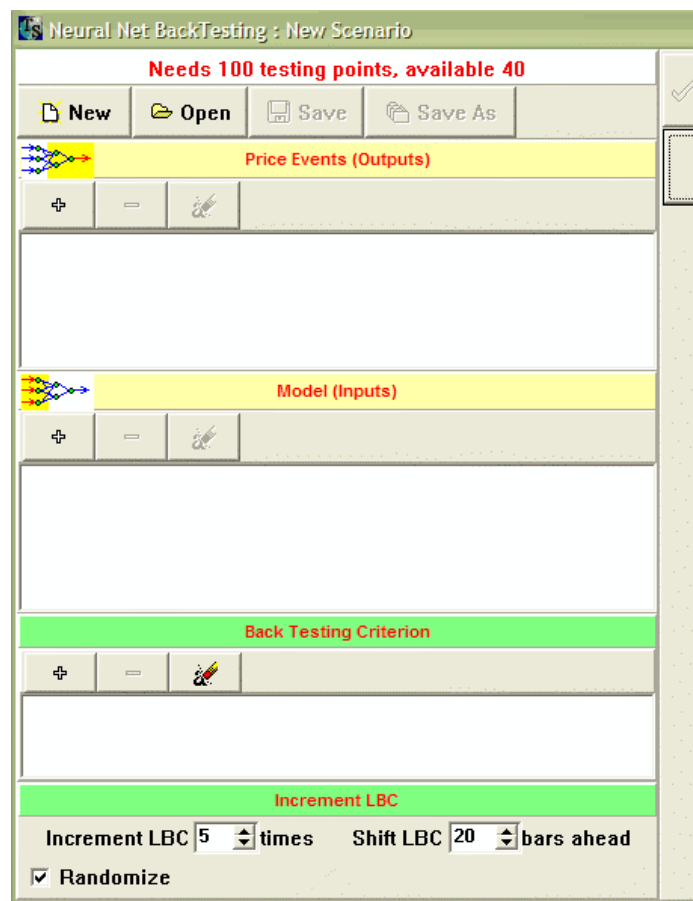 Neural Net BackTesting : New Scenario
Needs 100 testing points, available 40
New Open Save Save As
Price Events (Outputs)
Model (Inputs)
Back Testing Criterion
Increment LBC
Increment LBC 5 times Shift LBC 20 bars ahead
Randomize